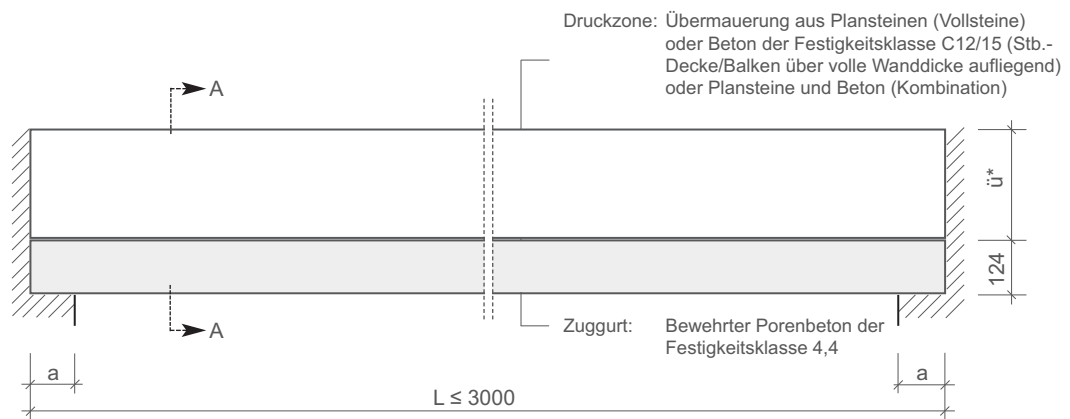 Druckzone: Übermauerung aus Plansteinen (Vollsteine)
oder Beton der Festigkeitsklasse C12/15 (Stb.-
Decke/Balken über volle Wanddicke aufliegend)
oder Plansteine und Beton (Kombination)
A
ü*
124
A
Zuggurt: Bewehrter Porenbeton der
Festigkeitsklasse 4,4
a
a
L ≤ 3000